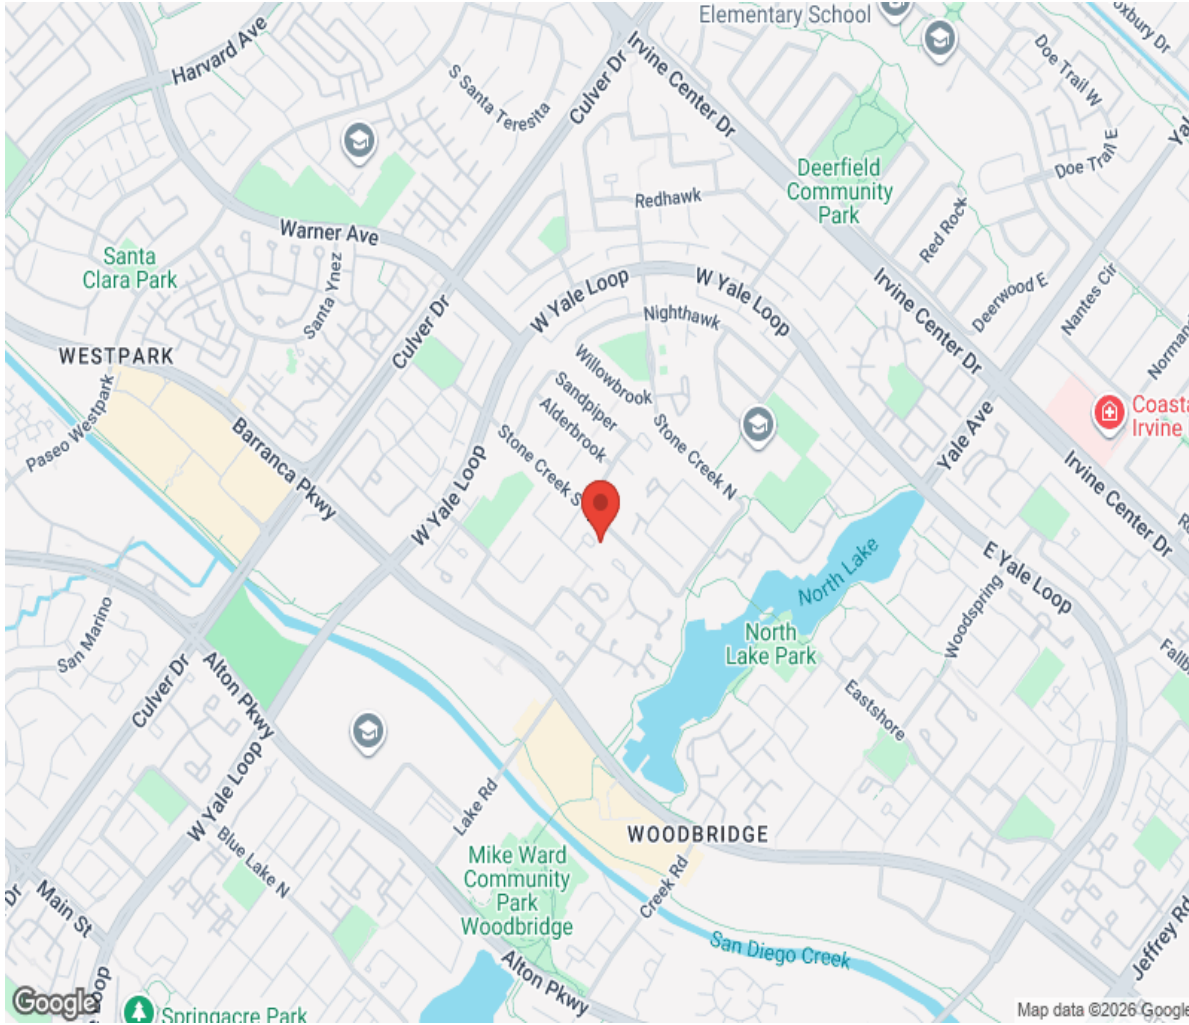 Elementary School
Roxbury Dr
Harvard Ave
Irvine Center Dr
Doe Trail W
S Santa Teresita
Culver Dr
Doe Trail E
Deerfield
Community
Park
Redhawk
Red Rock
Warner Ave
Santa
Clara Park
Santa Ynez
W Yale Loop
W Yale Loop
Irvine Center Dr
Deerwood E
Nantes Cir
Nighthawk
Culver Dr
WESTPARK
Willowbrook
Sandpiper
Alderbrook
Paseo Westpark
Barranca Pkwy
Stone Creek S
Stone Creek N
Yale Ave
Coasta
Irvine
W Yale Loop
Irvine Center Dr
North Lake
E Yale Loop
Woodspring
San Marino
North
Lake Park
Culver Dr
Alton Pkwy
Eastshore
W Yale Loop
Lake Rd
Blue Lake N
WOODBRIDGE
Mike Ward
Community
Park
Woodbridge
Creek Rd
Main St
Dr
San Diego Creek
Jeffrey Rd
Alton Pkwy
Loop
Google
Springacre Park
Map data ©2026 Google